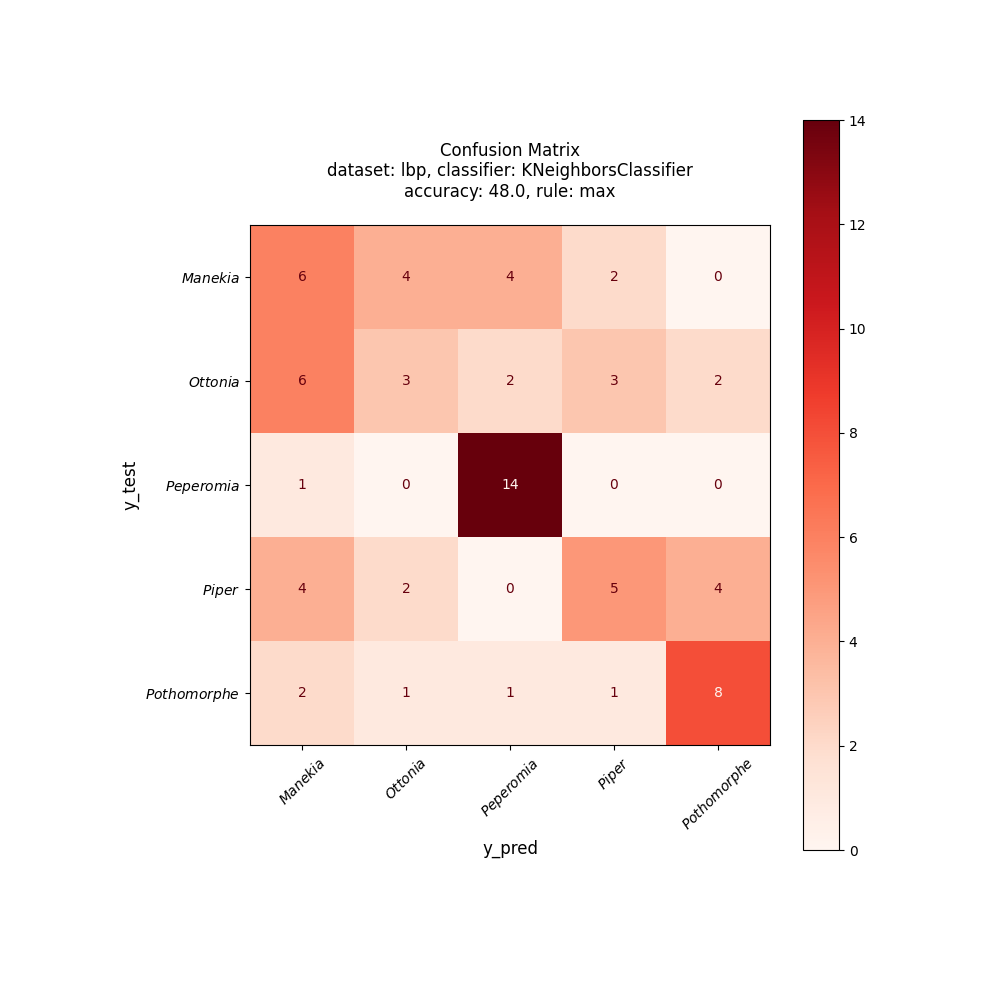 Confusion Matrix
dataset: lbp, classifier: KNeighborsClassifier
accuracy: 48.0, rule: max
Manekia 6 4 4 2 0
Ottonia 6 3 2 3 2
Peperomia 1 0 14 0 0
Piper 4 2 0 5 4
Pothomorphe 2 1 1 1 8
y_test
Manekia Ottonia Peperomia Piper Pothomorphe
y_pred
14
12
10
8
6
4
2
0